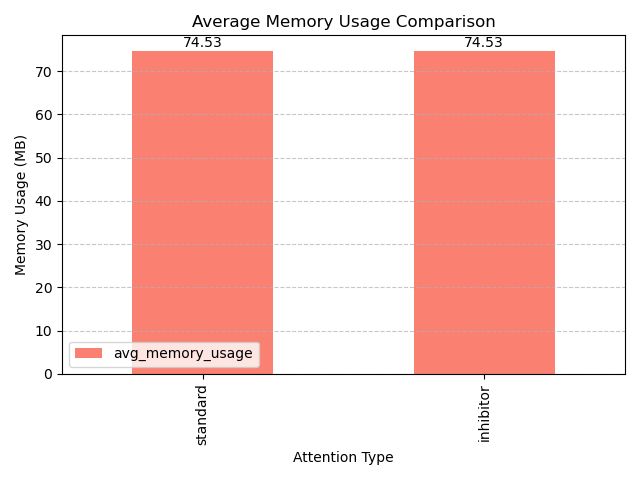 Average Memory Usage Comparison
74.53
74.53
70
60
50
40
30
20
10
0
Memory Usage (MB)
avg_memory_usage
standard
inhibitor
Attention Type